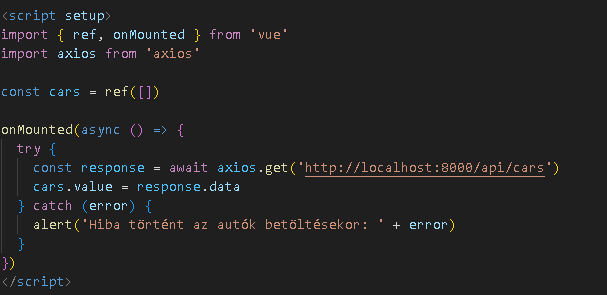 <script setup>
import { ref, onMounted } from 'vue'
import axios from 'axios'

const cars = ref([])

onMounted(async () => {
  try {
    const response = await axios.get('http://localhost:8000/api/cars')
    cars.value = response.data
  } catch (error) {
    alert('Hiba történt az autók betöltésekor: ' + error)
  }
})
</script>